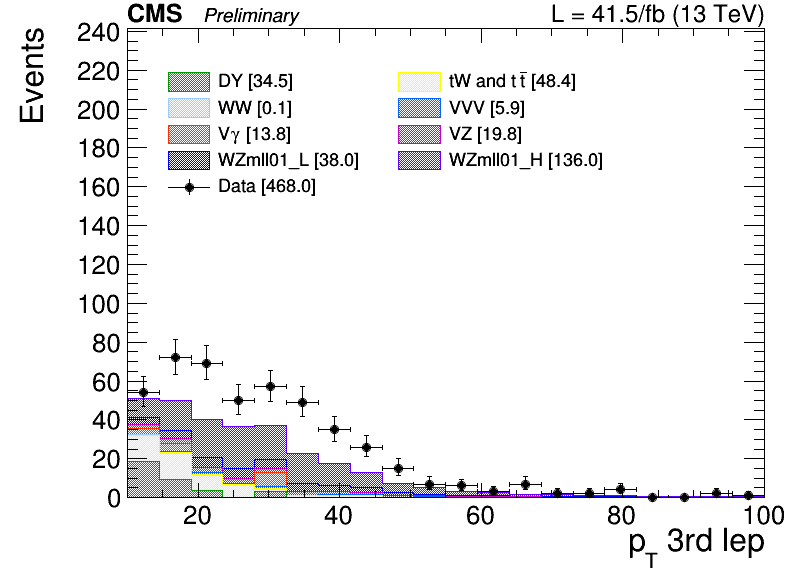 CMS Preliminary L = 41.5/fb (13 TeV)
Events
240
220
200
180
160
140
120
100
80
60
40
20
0
DY [34.5]
tW and tt̅ [48.4]
WW [0.1]
VVV [5.9]
Vγ [13.8]
VZ [19.8]
WZmll01_L [38.0]
WZmll01_H [136.0]
Data [468.0]
20 40 60 80 100
p_T 3rd lep